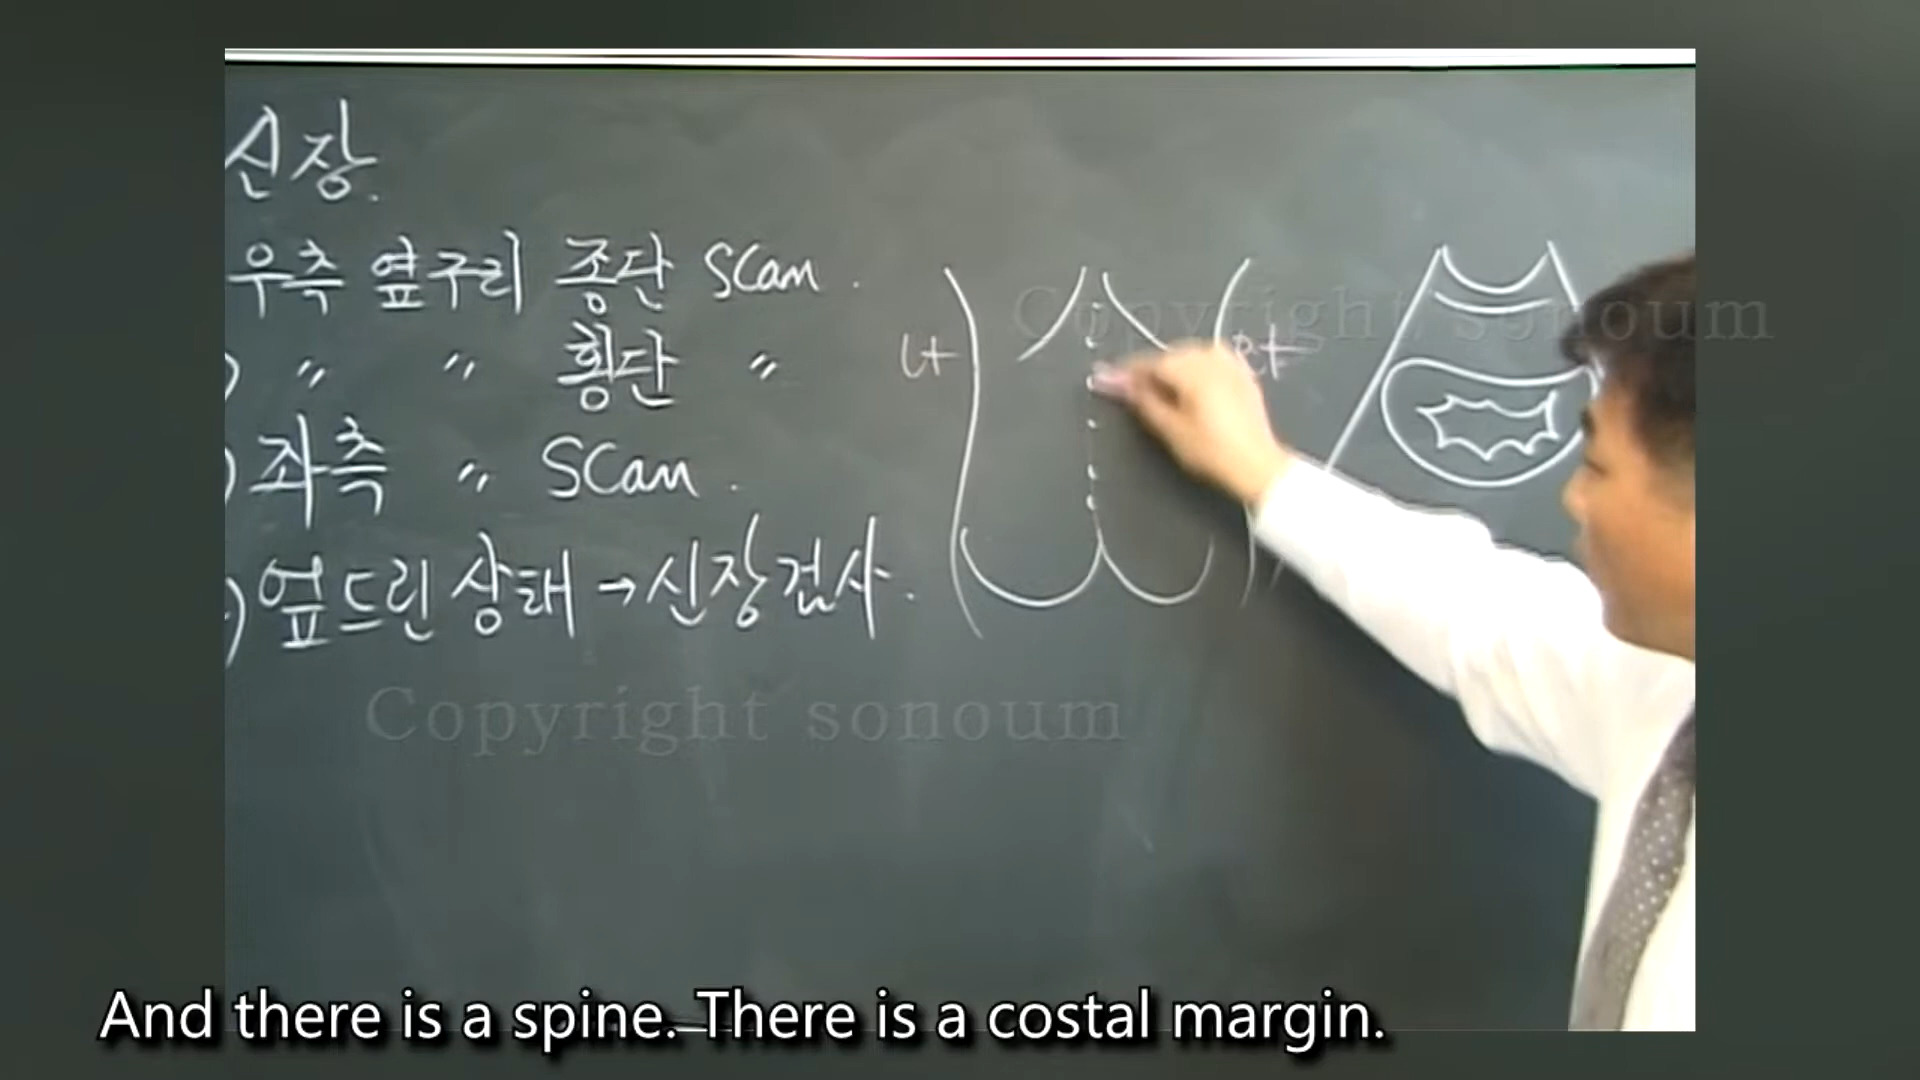 신장.
우측 옆구리 종단 Scan.
) 〃 〃 횡단 〃
) 좌측 〃 Scan.
) 엎드린 상태 → 신장검사.
Lt
Rt
Copyright sonoum
Copyright sonoum
And there is a spine. There is a costal margin.